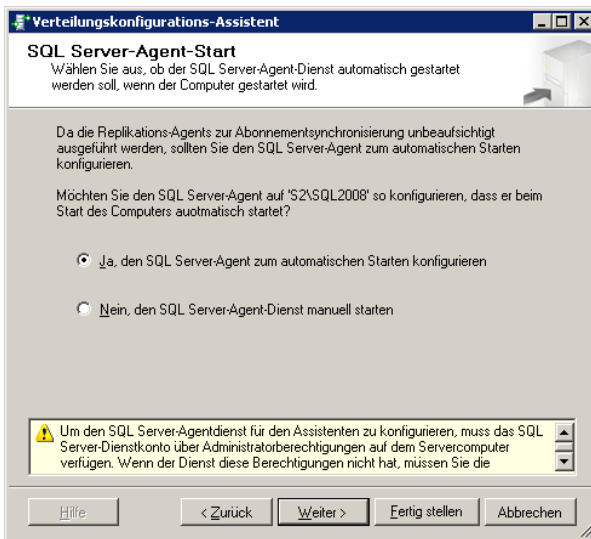 Verteilungskonfigurations-Assistent
SQL Server-Agent-Start
Wählen Sie aus, ob der SQL Server-Agent-Dienst automatisch gestartet
werden soll, wenn der Computer gestartet wird.
Da die Replikations-Agents zur Abonnementsynchronisierung unbeaufsichtigt
ausgeführt werden, sollten Sie den SQL Server-Agent zum automatischen Starten
konfigurieren.
Möchten Sie den SQL Server-Agent auf 'S2\SQL2008' so konfigurieren, dass er beim
Start des Computers auotmatisch startet?
Ja, den SQL Server-Agent zum automatischen Starten konfigurieren
Nein, den SQL Server-Agent-Dienst manuell starten
Um den SQL Server-Agentdienst für den Assistenten zu konfigurieren, muss das SQL
Server-Dienstkonto über Administratorberechtigungen auf dem Servercomputer
verfügen. Wenn der Dienst diese Berechtigungen nicht hat, müssen Sie die
Hilfe
< Zurück
Weiter >
Fertig stellen
Abbrechen